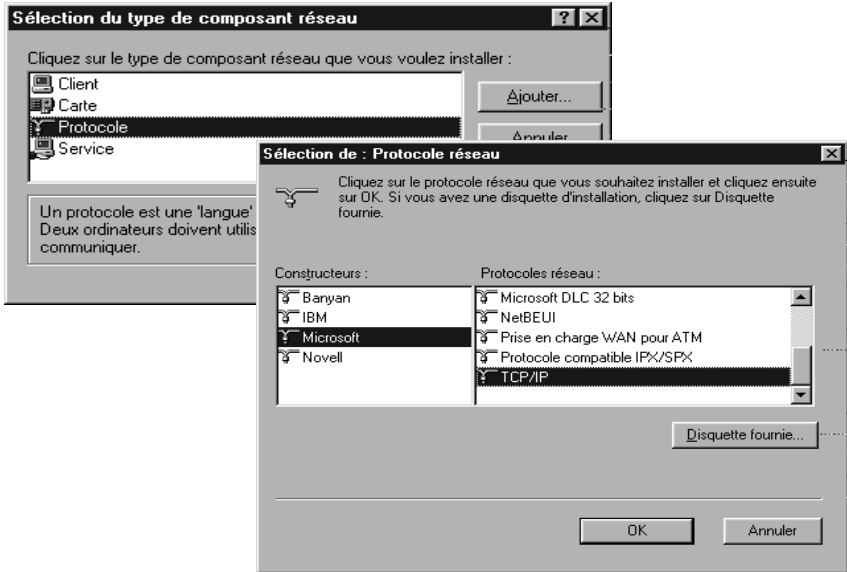 Sélection du type de composant réseau
Cliquez sur le type de composant réseau que vous voulez installer :
Client
Carte
Protocole
Service
Ajouter...
Annuler
Un protocole est une 'langue'
Deux ordinateurs doivent utilis
communiquer.
Sélection de : Protocole réseau
Cliquez sur le protocole réseau que vous souhaitez installer et cliquez ensuite
sur OK. Si vous avez une disquette d'installation, cliquez sur Disquette
fournie.
Constructeurs :
Banyan
IBM
Microsoft
Novell
Protocoles réseau :
Microsoft DLC 32 bits
NetBEUI
Prise en charge WAN pour ATM
Protocole compatible IPX/SPX
TCP/IP
Disquette fournie...
OK
Annuler